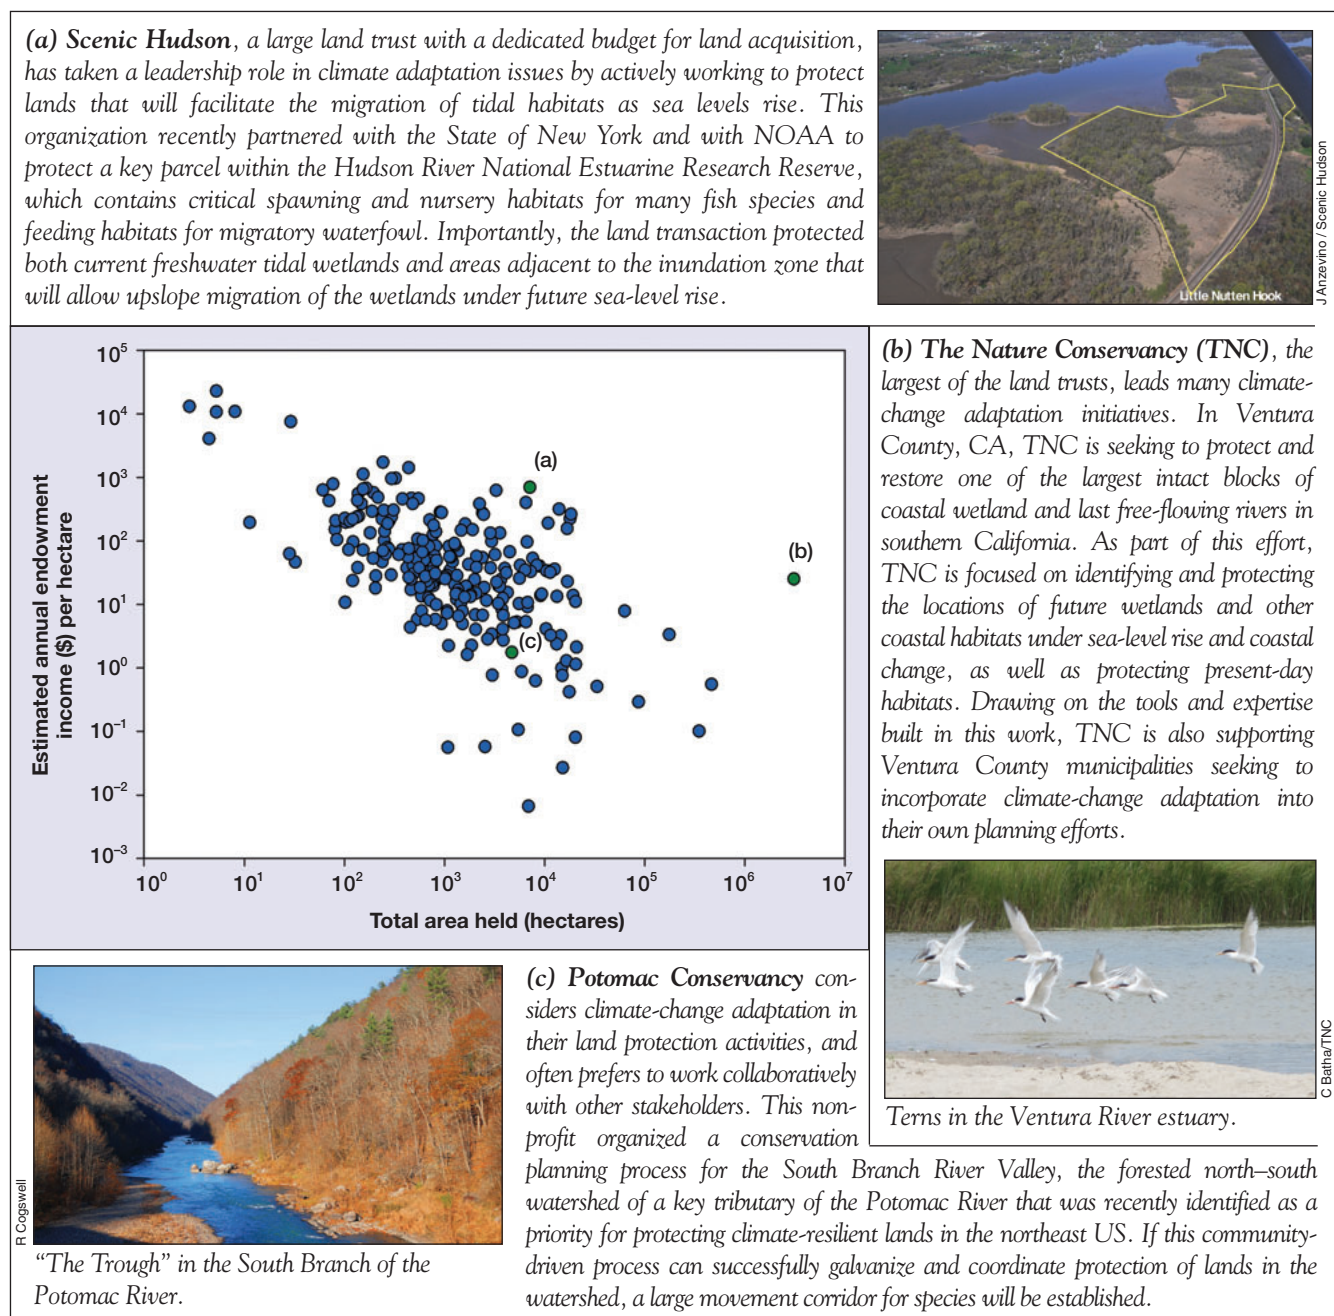 (a) Scenic Hudson, a large land trust with a dedicated budget for land acquisition,
has taken a leadership role in climate adaptation issues by actively working to protect
lands that will facilitate the migration of tidal habitats as sea levels rise. This
organization recently partnered with the State of New York and with NOAA to
protect a key parcel within the Hudson River National Estuarine Research Reserve,
which contains critical spawning and nursery habitats for many fish species and
feeding habitats for migratory waterfowl. Importantly, the land transaction protected
both current freshwater tidal wetlands and areas adjacent to the inundation zone that
will allow upslope migration of the wetlands under future sea-level rise.
Little Nutten Hook
J Anzevino / Scenic Hudson
Estimated annual endowment
income ($) per hectare
10⁵
10⁴
10³
10²
10¹
10⁰
10⁻¹
10⁻²
10⁻³
(a)
(b)
(c)
10⁰ 10¹ 10² 10³ 10⁴ 10⁵ 10⁶ 10⁷
Total area held (hectares)
(b) The Nature Conservancy (TNC), the
largest of the land trusts, leads many climate-
change adaptation initiatives. In Ventura
County, CA, TNC is seeking to protect and
restore one of the largest intact blocks of
coastal wetland and last free-flowing rivers in
southern California. As part of this effort,
TNC is focused on identifying and protecting
the locations of future wetlands and other
coastal habitats under sea-level rise and coastal
change, as well as protecting present-day
habitats. Drawing on the tools and expertise
built in this work, TNC is also supporting
Ventura County municipalities seeking to
incorporate climate-change adaptation into
their own planning efforts.
C Batha/TNC
Terns in the Ventura River estuary.
R Cogswell
"The Trough" in the South Branch of the
Potomac River.
(c) Potomac Conservancy con-
siders climate-change adaptation in
their land protection activities, and
often prefers to work collaboratively
with other stakeholders. This non-
profit organized a conservation
planning process for the South Branch River Valley, the forested north–south
watershed of a key tributary of the Potomac River that was recently identified as a
priority for protecting climate-resilient lands in the northeast US. If this community-
driven process can successfully galvanize and coordinate protection of lands in the
watershed, a large movement corridor for species will be established.